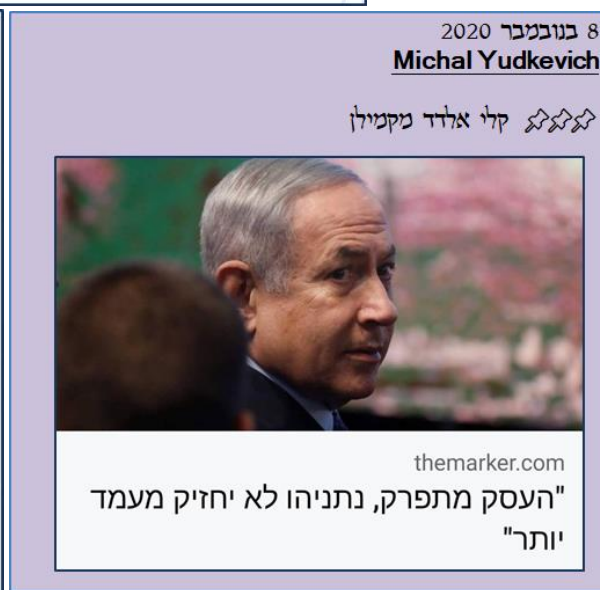 8 בנובמבר 2020
Michal Yudkevich
קלי אלדד מקמילן
themarker.com
"העסק מתפרק, נתניהו לא יחזיק מעמד
יותר"